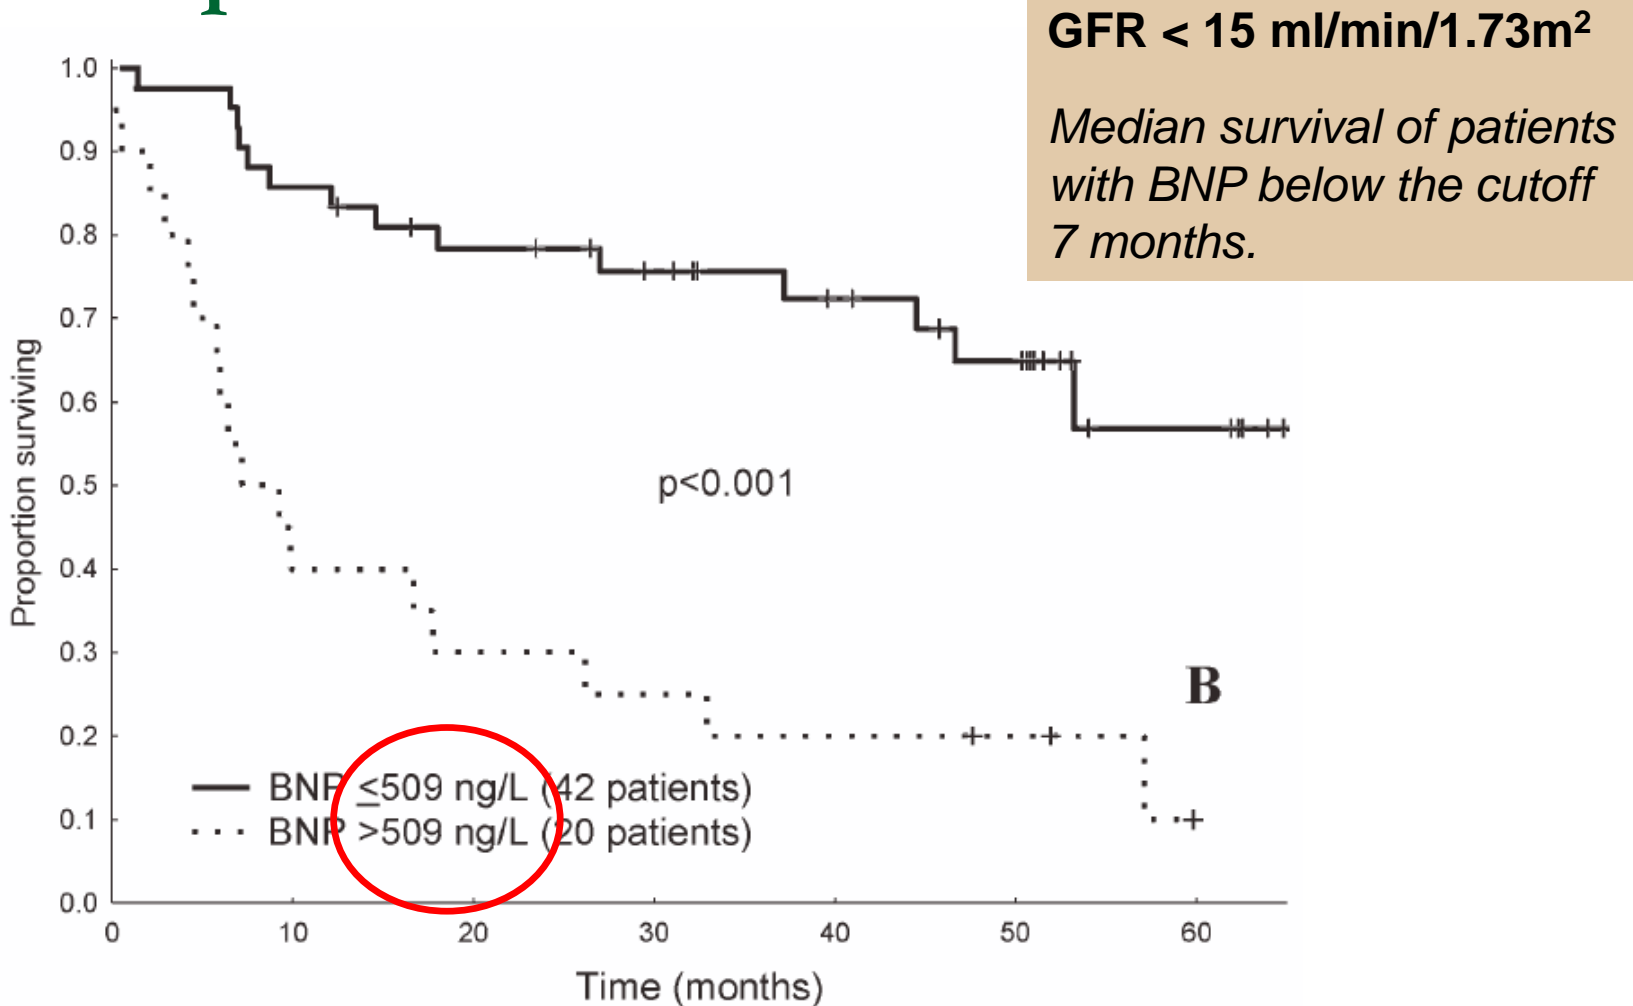 GFR < 15 ml/min/1.73m²
Median survival of patients
with BNP below the cutoff
7 months.
1.0
0.9
0.8
0.7
0.6
0.5
0.4
0.3
0.2
0.1
0.0
Proportion surviving
p<0.001
B
BNP ≤509 ng/L (42 patients)
BNP >509 ng/L (20 patients)
0 10 20 30 40 50 60
Time (months)